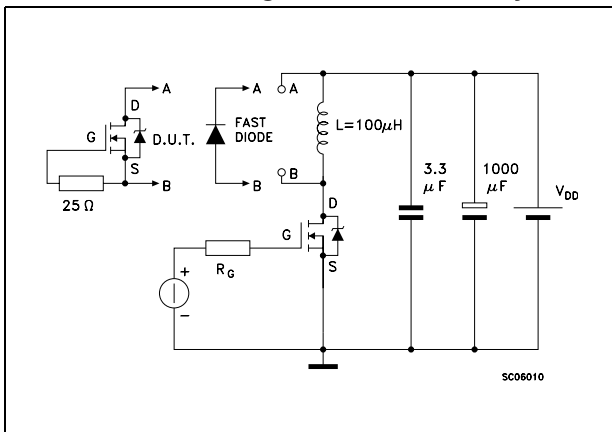 A
A
A
D
G
D.U.T.
FAST
DIODE
L=100μH
S
B
B
B
25 Ω
3.3
μF
1000
μF
V_DD
D
G
S
R_G
+
−
SC06010